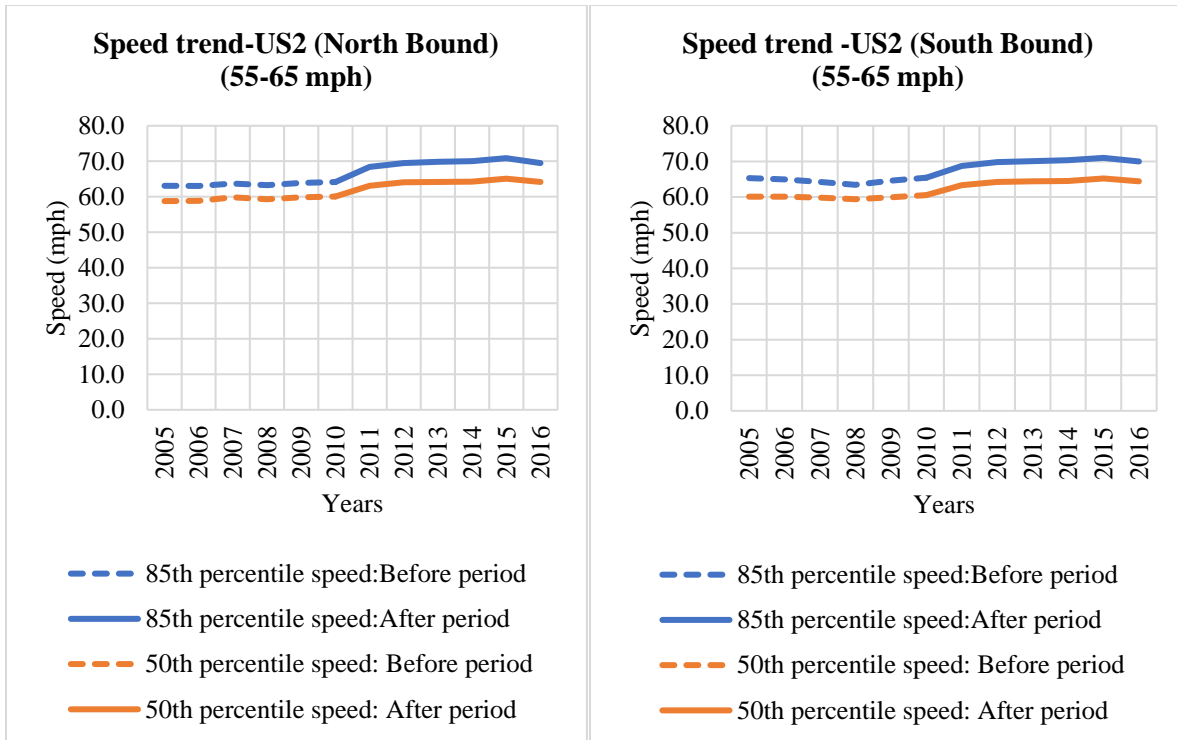 Speed trend-US2 (North Bound)
(55-65 mph)
80.0
70.0
60.0
50.0
40.0
30.0
20.0
10.0
0.0
Speed (mph)
2005
2006
2007
2008
2009
2010
2011
2012
2013
2014
2015
2016
Years
85th percentile speed:Before period
85th percentile speed:After period
50th percentile speed: Before period
50th percentile speed: After period
Speed trend -US2 (South Bound)
(55-65 mph)
80.0
70.0
60.0
50.0
40.0
30.0
20.0
10.0
0.0
Speed (mph)
2005
2006
2007
2008
2009
2010
2011
2012
2013
2014
2015
2016
Years
85th percentile speed:Before period
85th percentile speed:After period
50th percentile speed: Before period
50th percentile speed: After period